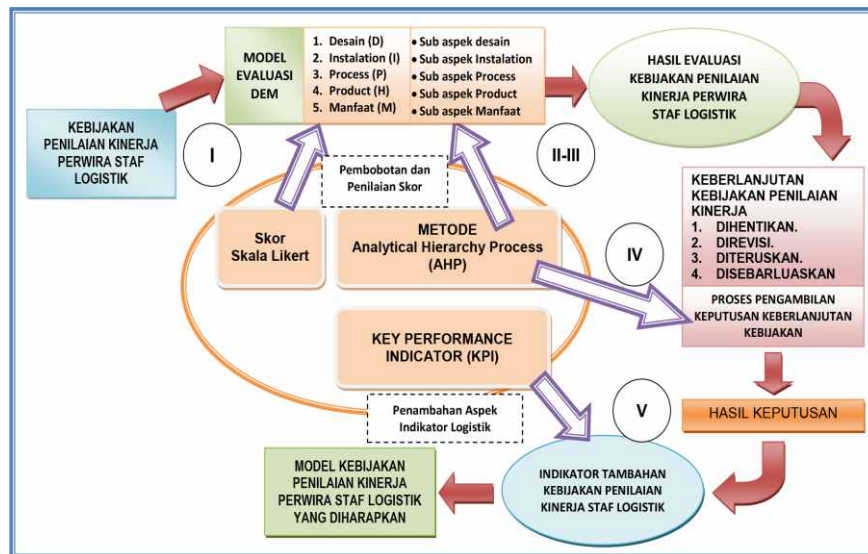 MODEL
EVALUASI
DEM
1. Desain (D)
2. Instalation (I)
3. Process (P)
4. Product (H)
5. Manfaat (M)
• Sub aspek desain
• Sub aspek Instalation
• Sub aspek Process
• Sub aspek Product
• Sub aspek Manfaat
HASIL EVALUASI
KEBIJAKAN PENILAIAN
KINERJA PERWIRA
STAF LOGISTIK
KEBIJAKAN
PENILAIAN KINERJA
PERWIRA STAF
LOGISTIK
I
II-III
Pembobotan dan
Penilaian Skor
Skor
Skala Likert
METODE
Analytical Hierarchy Process
(AHP)
IV
KEBERLANJUTAN
KEBIJAKAN PENILAIAN
KINERJA
1. DIHENTIKAN.
2. DIREVISI.
3. DITERUSKAN.
4. DISEBARLUASKAN
PROSES PENGAMBILAN
KEPUTUSAN KEBERLANJUTAN
KEBIJAKAN
KEY PERFORMANCE
INDICATOR (KPI)
Penambahan Aspek
Indikator Logistik
V
HASIL KEPUTUSAN
MODEL KEBIJAKAN
PENILAIAN KINERJA
PERWIRA STAF LOGISTIK
YANG DIHARAPKAN
INDIKATOR TAMBAHAN
KEBIJAKAN PENILAIAN
KINERJA STAF LOGISTIK